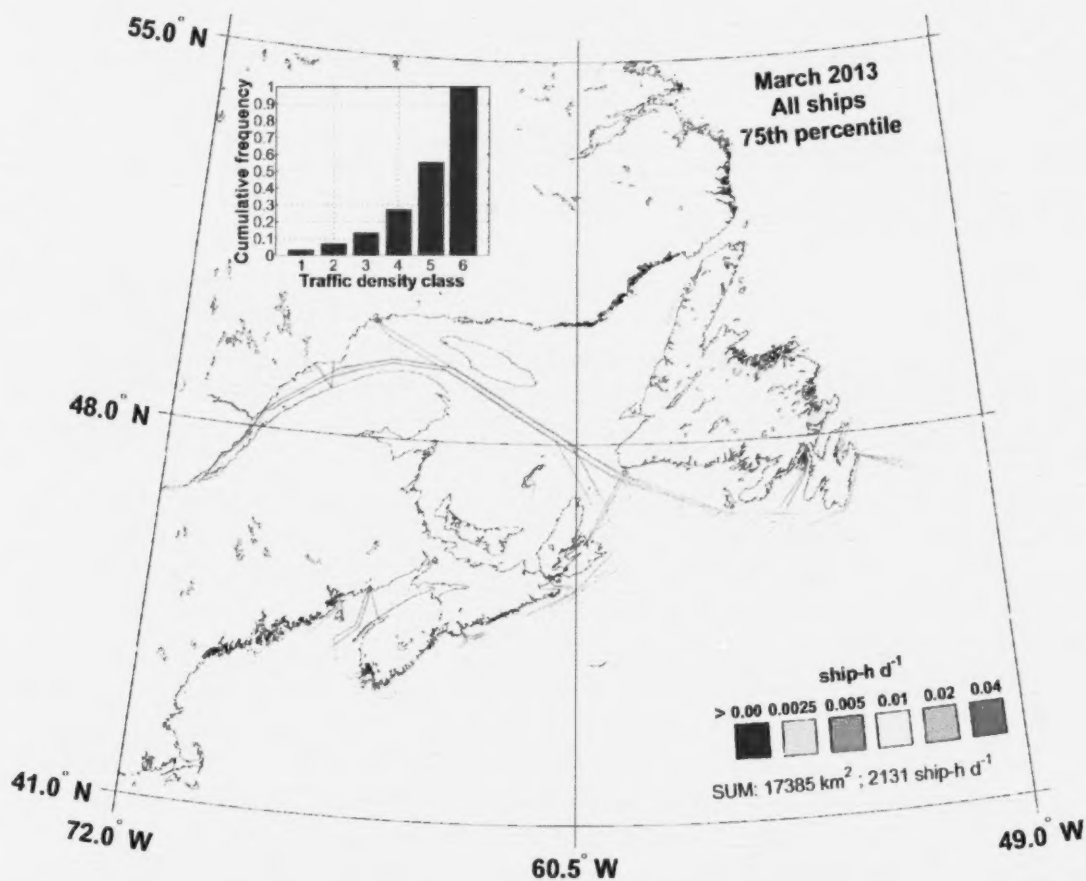 55.0° N
March 2013
All ships
75th percentile
Cumulative frequency
1
0.9
0.8
0.7
0.6
0.5
0.4
0.3
0.2
0.1
0
1 2 3 4 5 6
Traffic density class
48.0° N
ship-h d⁻¹
> 0.00 0.0025 0.005 0.01 0.02 0.04
SUM: 17385 km² ; 2131 ship-h d⁻¹
41.0° N
72.0° W
60.5° W
49.0° W